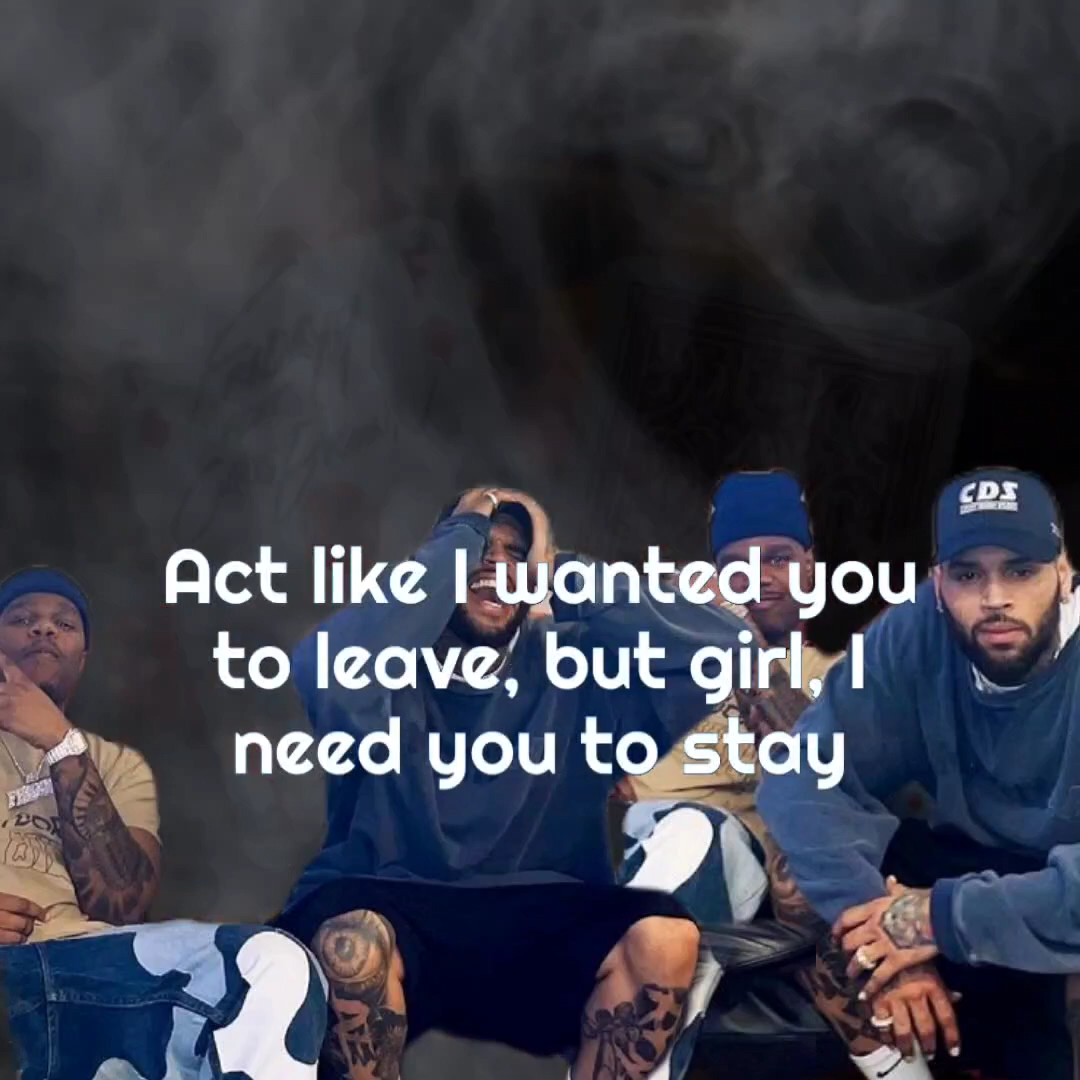 CDS
Act like I wanted you
to leave, but girl, I
need you to stay